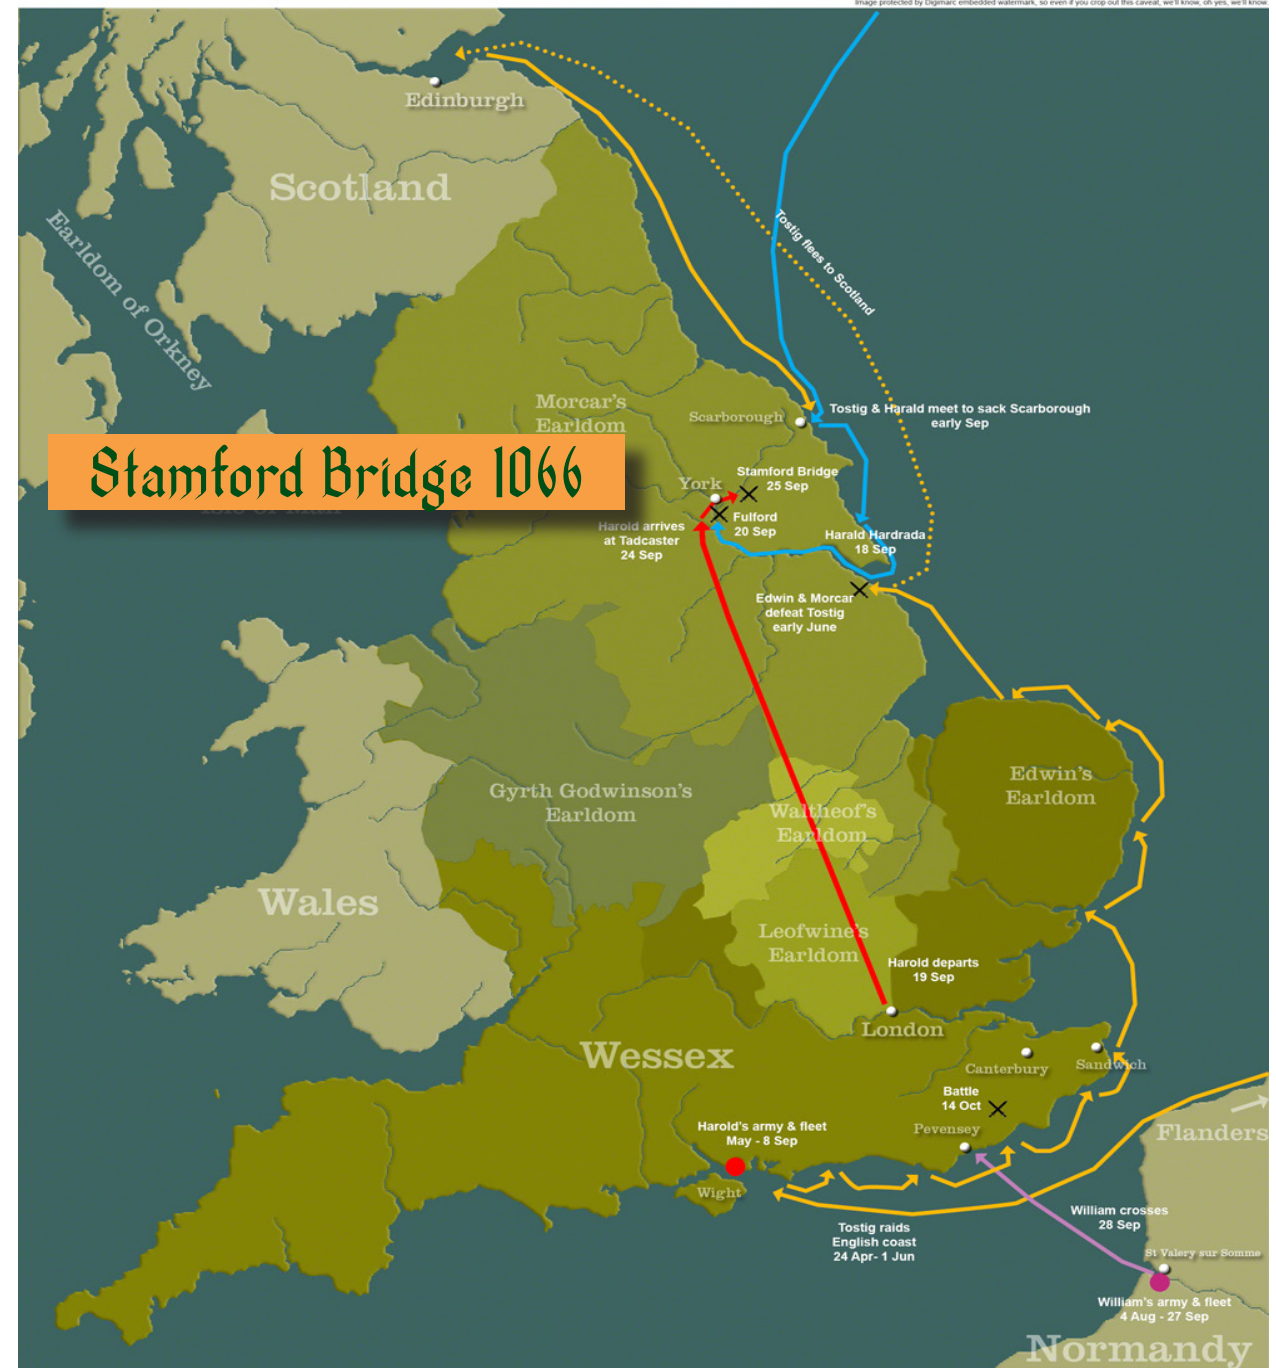 Image protected by Digimarc embedded watermark, so even if you crop out this caveat, we'll know, oh yes, we'll know.
Edinburgh
Scotland
Earldom of Orkney
Tostig flees to Scotland
Morcar's
Earldom
Scarborough
Tostig & Harald meet to sack Scarborough
early Sep
Stamford Bridge 1066
Isle of Man
York
Stamford Bridge
25 Sep
Fulford
20 Sep
Harold arrives
at Tadcaster
24 Sep
Harald Hardrada
18 Sep
Edwin & Morcar
defeat Tostig
early June
Gyrth Godwinson's
Earldom
Waltheof's
Earldom
Edwin's
Earldom
Wales
Leofwine's
Earldom
Harold departs
19 Sep
London
Wessex
Canterbury
Sandwich
Battle
14 Oct
Pevensey
Harold's army & fleet
May - 8 Sep
Wight
Flanders
Tostig raids
English coast
24 Apr- 1 Jun
William crosses
28 Sep
St Valery sur Somme
William's army & fleet
4 Aug - 27 Sep
Normandy